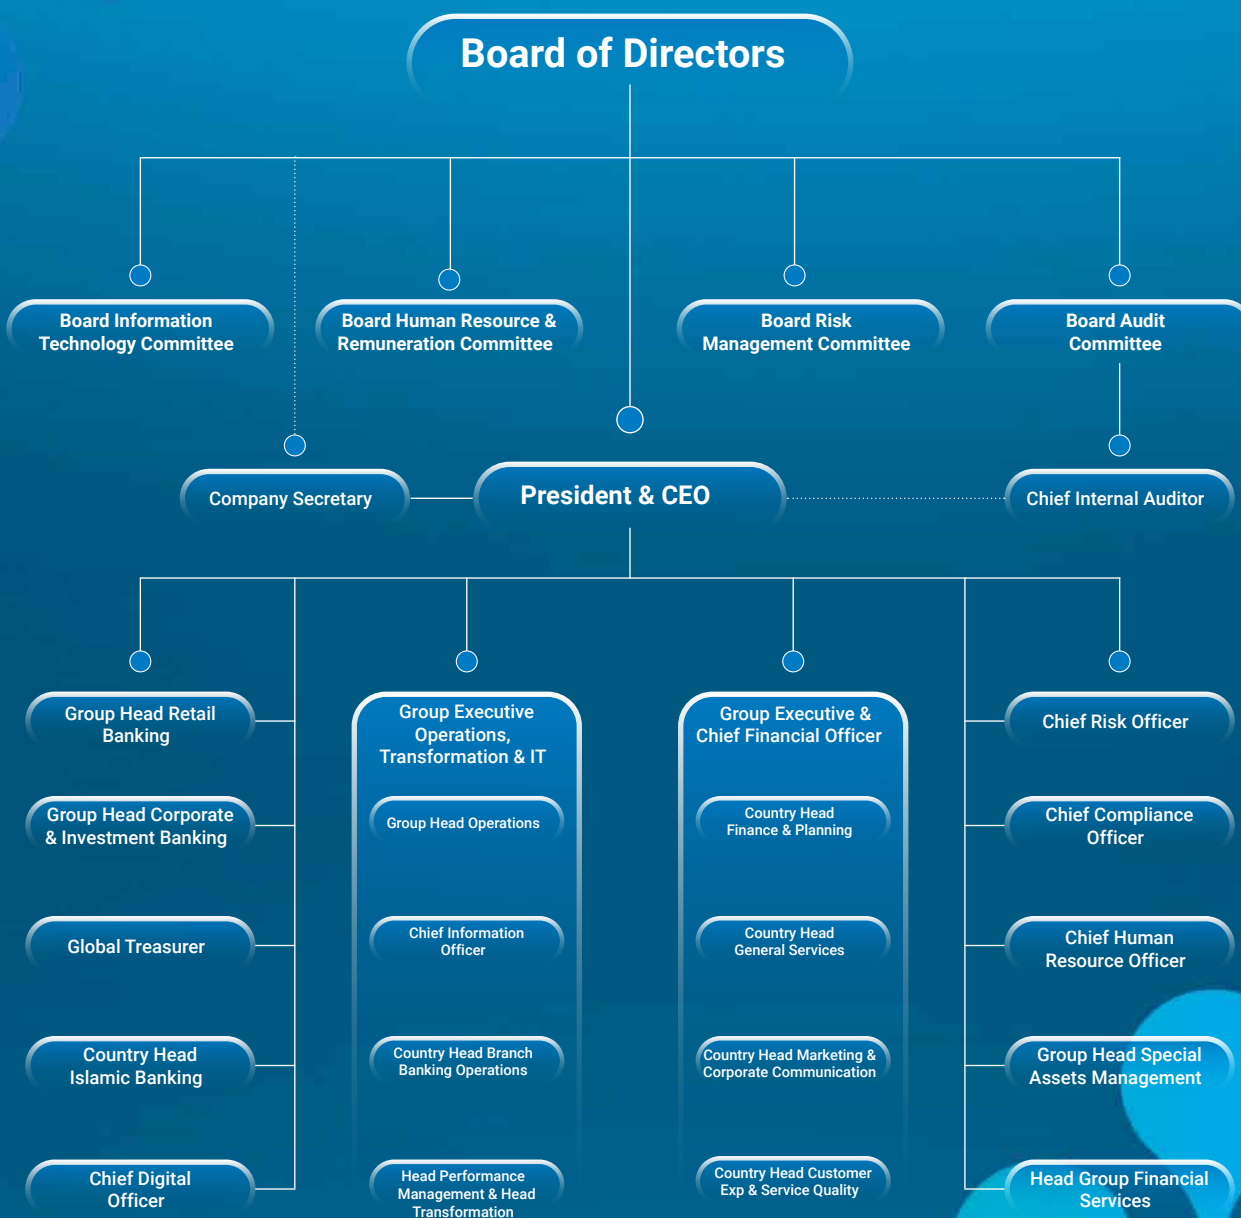 Board of Directors
Board Information
Technology Committee
Board Human Resource &
Remuneration Committee
Board Risk
Management Committee
Board Audit
Committee
Company Secretary
President & CEO
Chief Internal Auditor
Group Head Retail
Banking
Group Head Corporate
& Investment Banking
Global Treasurer
Country Head
Islamic Banking
Chief Digital
Officer
Group Executive
Operations,
Transformation & IT
Group Head Operations
Chief Information
Officer
Country Head Branch
Banking Operations
Head Performance
Management & Head
Transformation
Group Executive &
Chief Financial Officer
Country Head
Finance & Planning
Country Head
General Services
Country Head Marketing &
Corporate Communication
Country Head Customer
Exp & Service Quality
Chief Risk Officer
Chief Compliance
Officer
Chief Human
Resource Officer
Group Head Special
Assets Management
Head Group Financial
Services